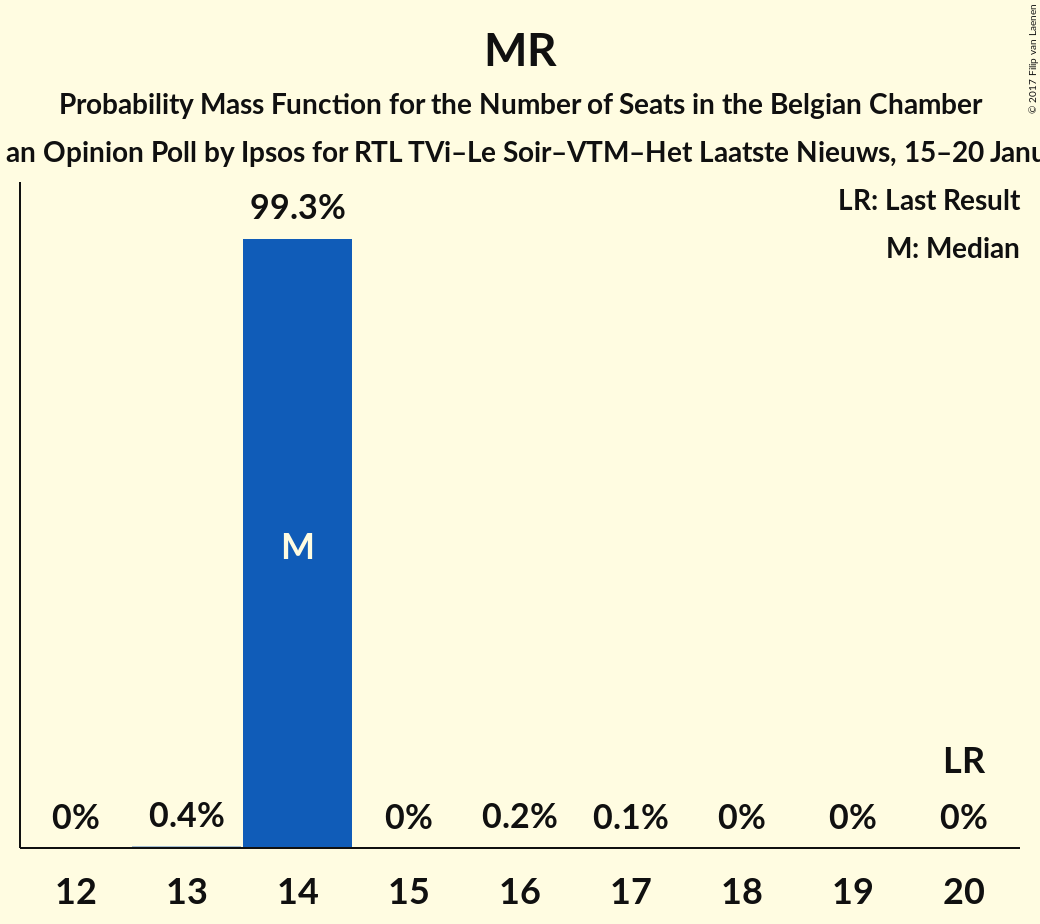 MR
Probability Mass Function for the Number of Seats in the Belgian Chamber
an Opinion Poll by Ipsos for RTL TVi–Le Soir–VTM–Het Laatste Nieuws, 15–20 Janu
© 2017 Filip van Laenen
LR: Last Result
M: Median
99.3%
M
LR
0% 0.4% 0% 0.2% 0.1% 0% 0% 0%
12 13 14 15 16 17 18 19 20